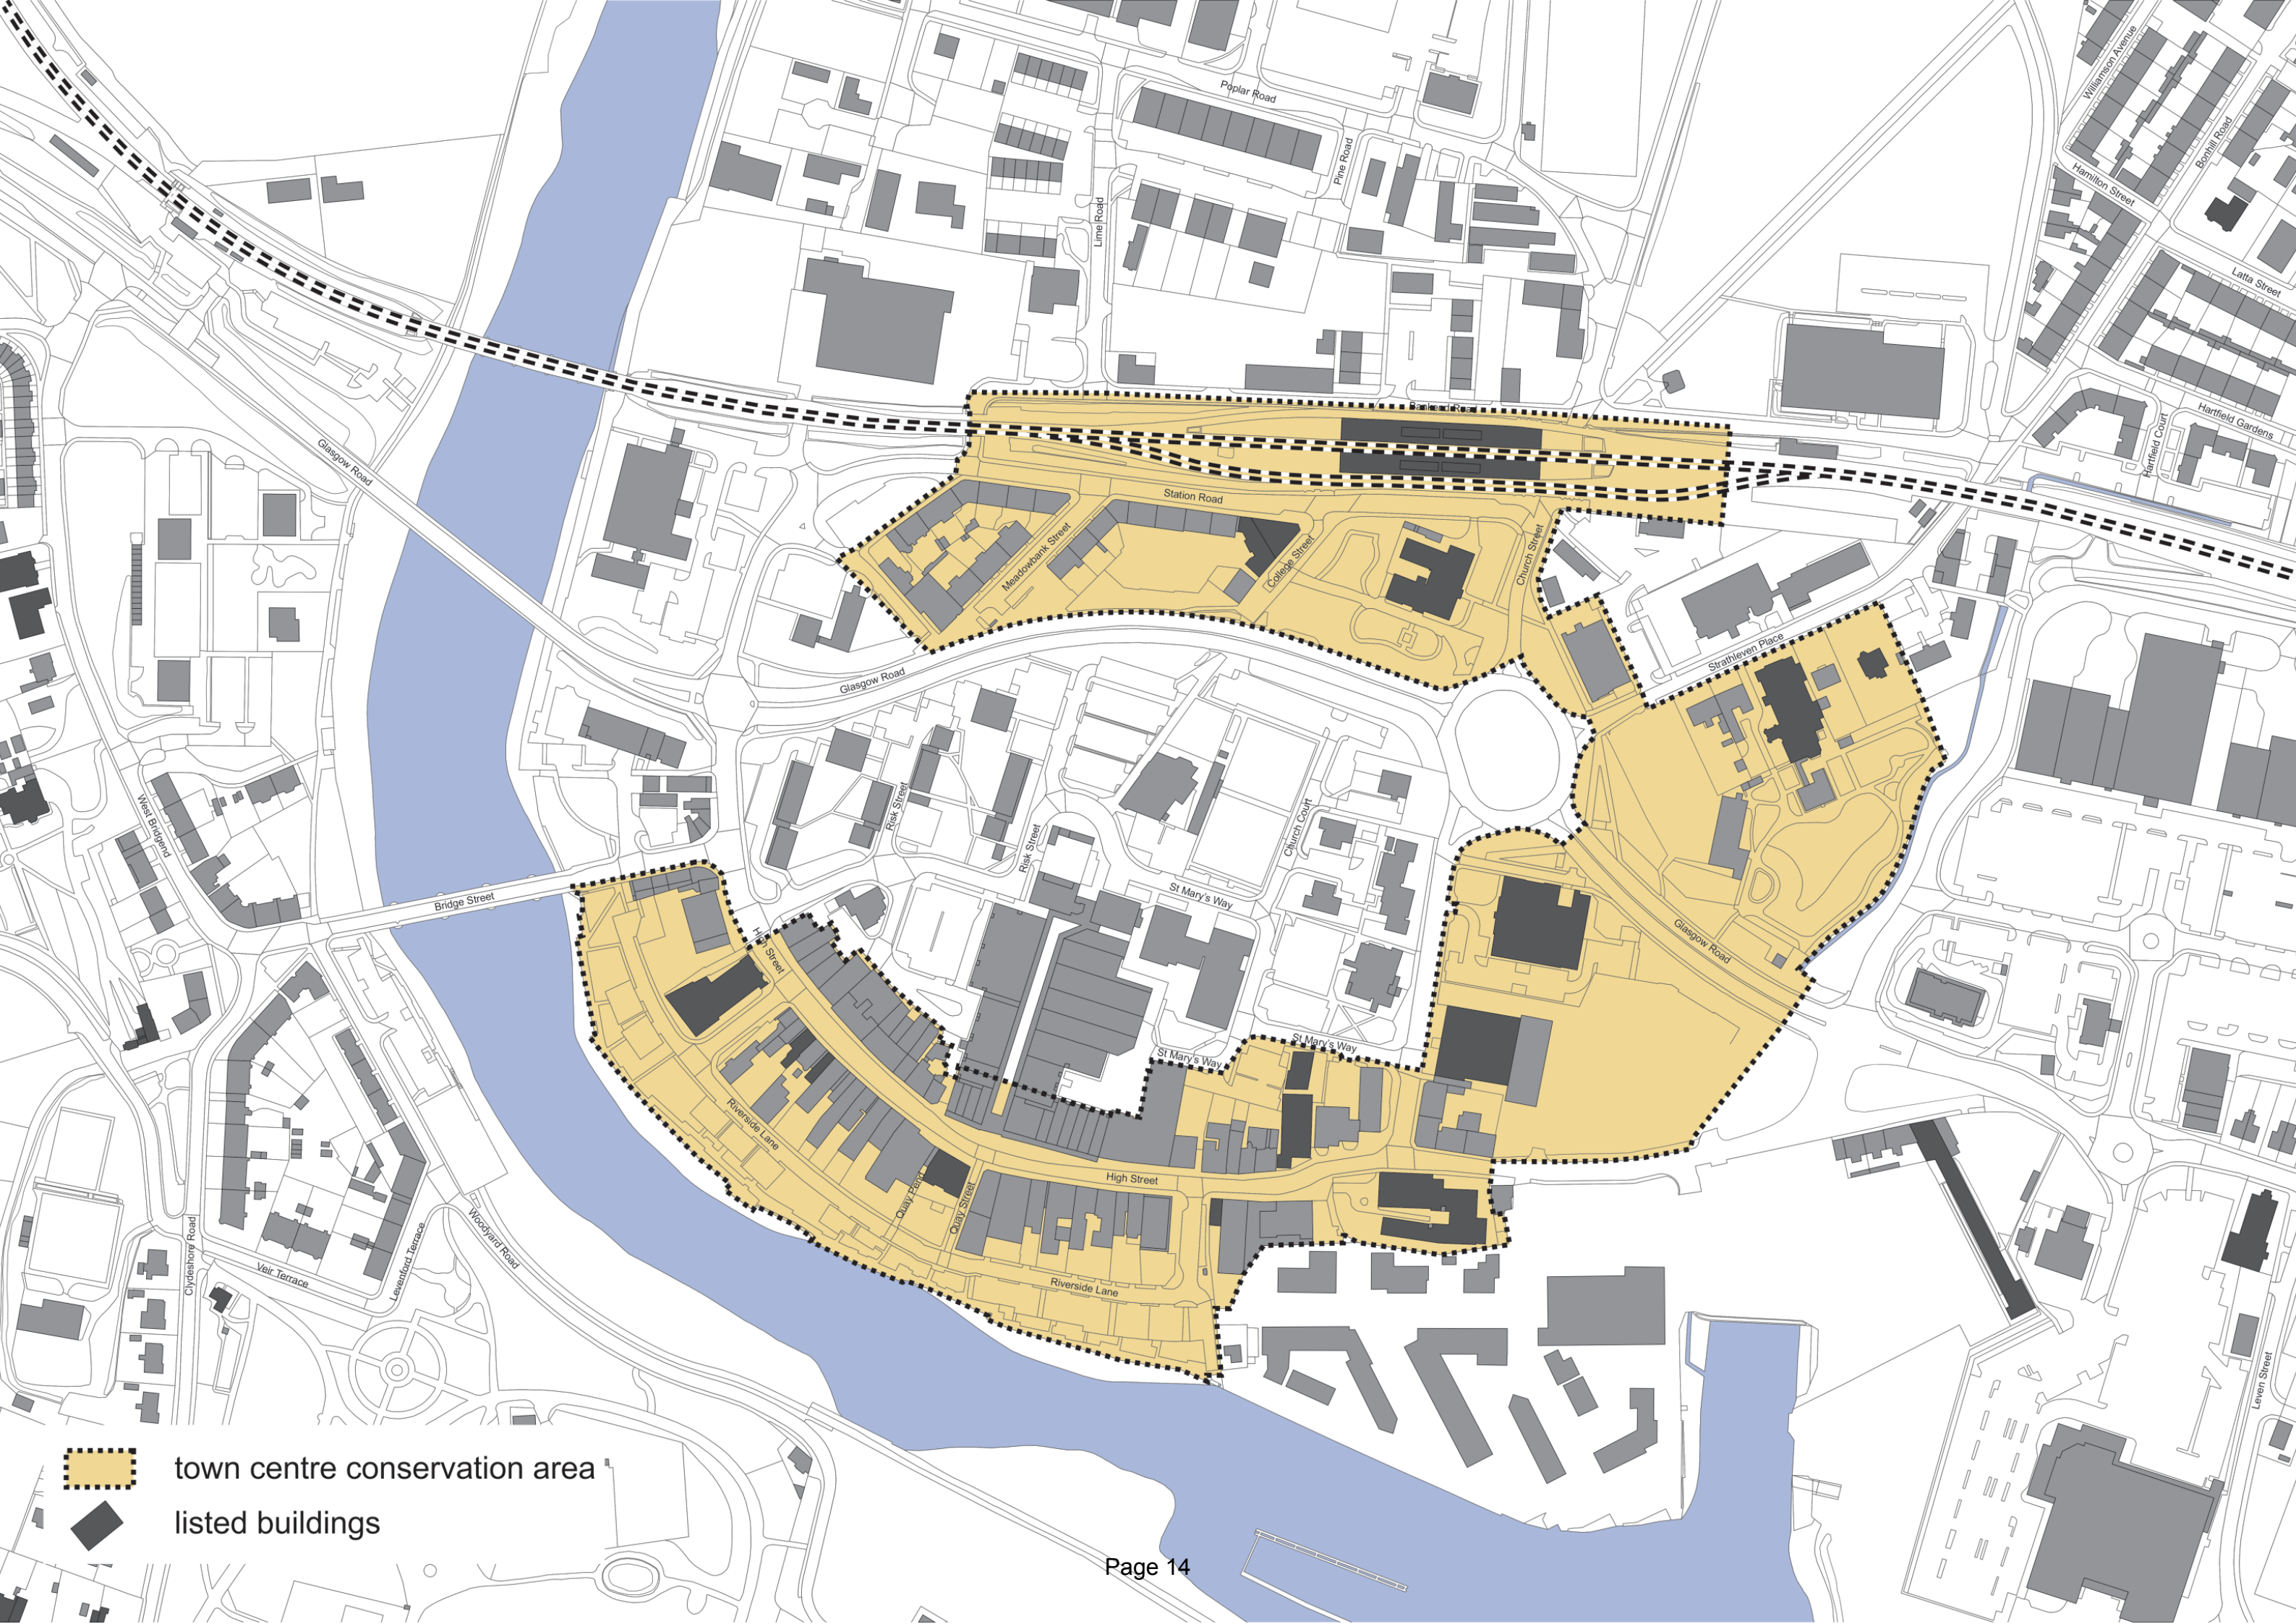 Williamson Avenue
Poplar Road
Bonhill Road
Pine Road
Hamilton Street
Lime Road
Latta Street
Bankend Road
Hartfield Gardens
Hartfield Court
Glasgow Road
Station Road
Meadowbank Street
College Street
Church Street
Strathleven Place
Glasgow Road
West Bridgend
Risk Street
Risk Street
Church Court
St Mary's Way
Bridge Street
High Street
Glasgow Road
St Mary's Way
St Mary's Way
Riverside Lane
High Street
Quay Pend
Quay Street
Riverside Lane
Clydeshore Road
Veir Terrace
Levenford Terrace
Woodyard Road
Leven Street
town centre conservation area
listed buildings
Page 14